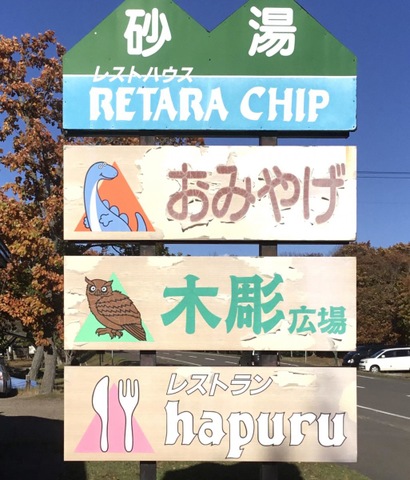 砂湯
レストハウス
RETARA CHIP
おみやげ
木彫広場
レストラン
hapuru